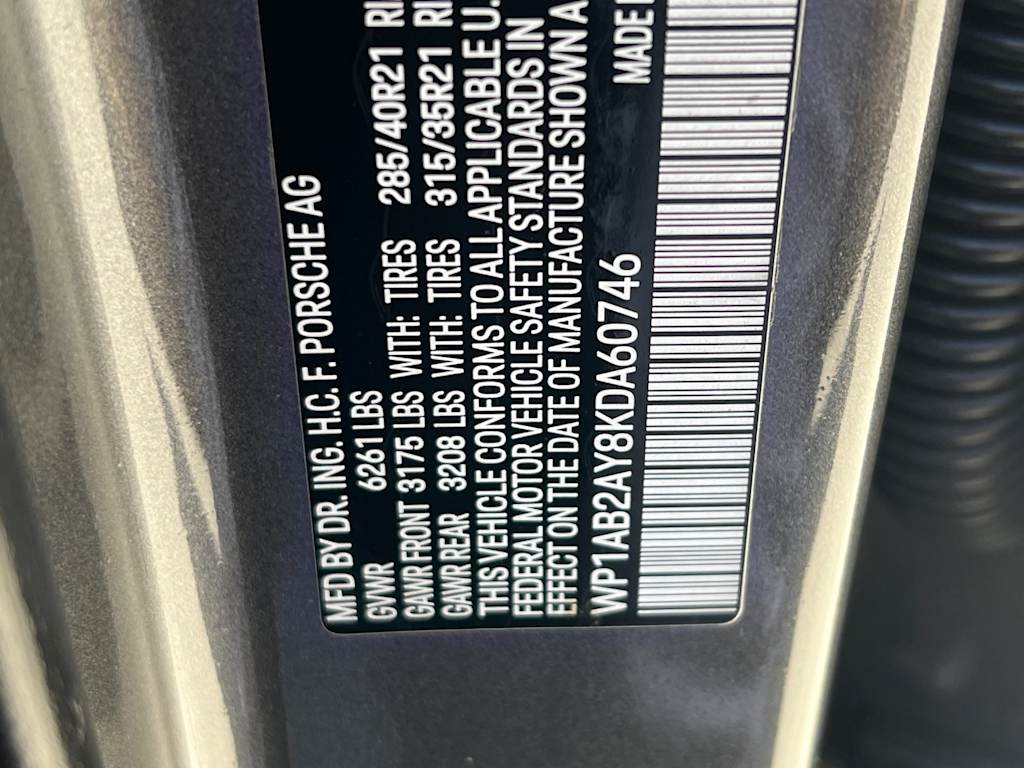 MFD BY DR. ING. H.C. F. PORSCHE AG
GVWR 6261 LBS
GAWR FRONT 3175 LBS WITH: TIRES 285/40R21
GAWR REAR 3208 LBS WITH: TIRES 315/35R21
THIS VEHICLE CONFORMS TO ALL APPLICABLE U.
FEDERAL MOTOR VEHICLE SAFETY STANDARDS IN
EFFECT ON THE DATE OF MANUFACTURE SHOWN A
WP1AB2AY8KDA60746 MADE